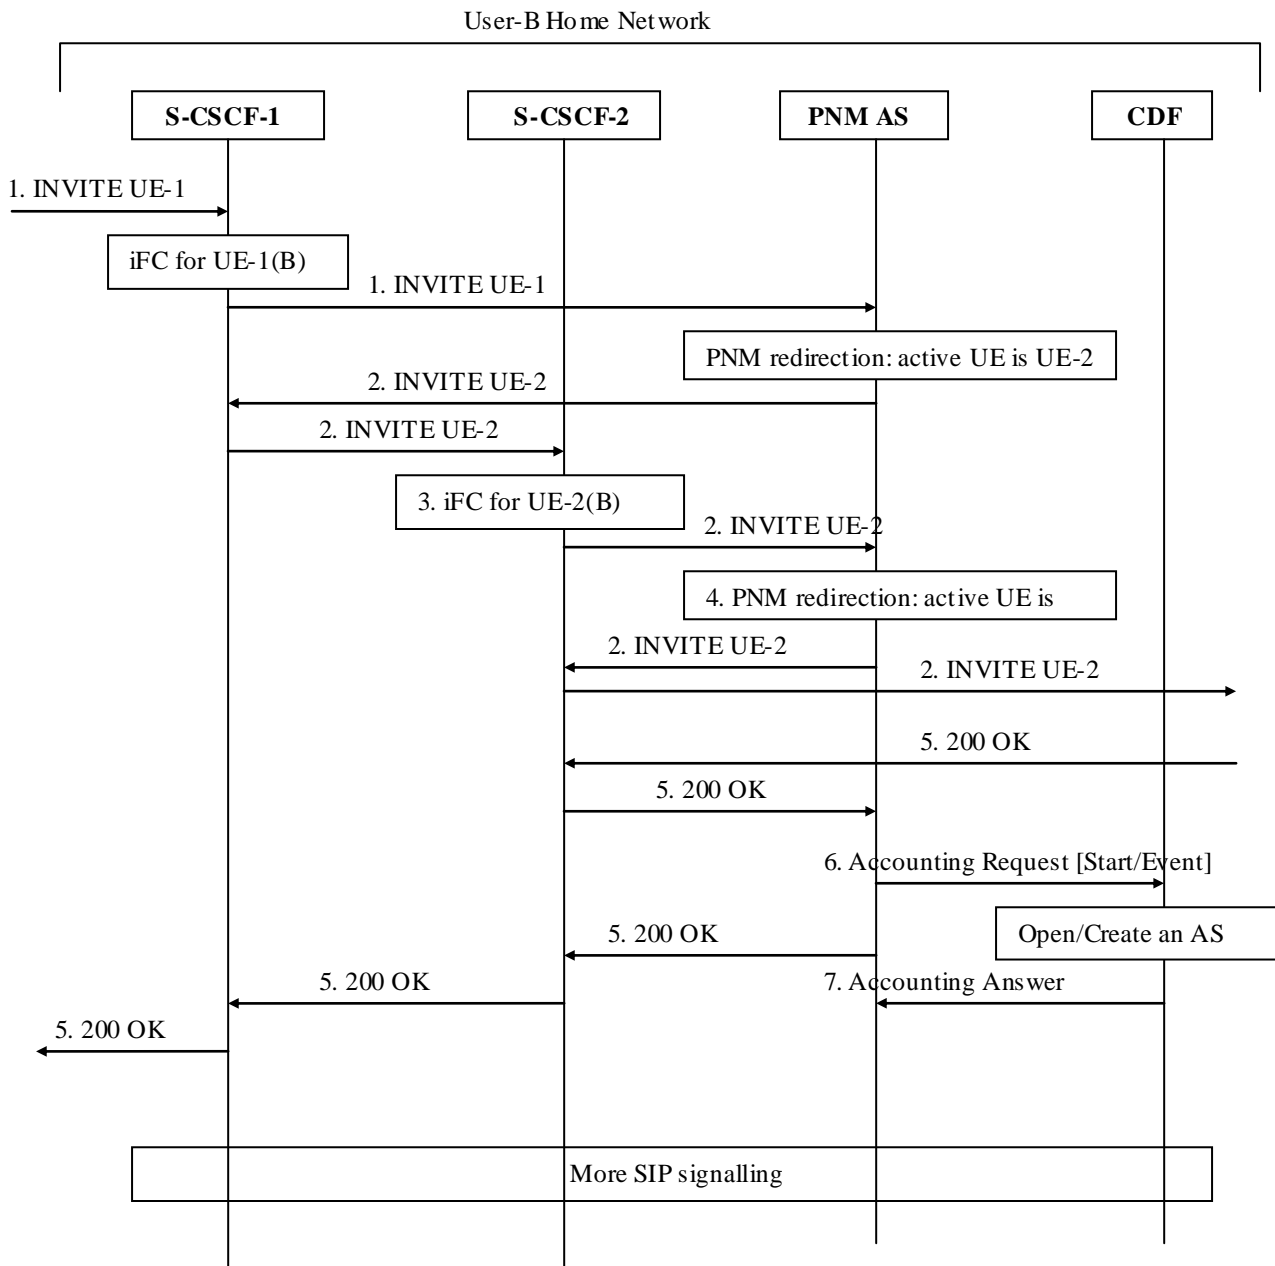 User-B Home Network
S-CSCF-1
S-CSCF-2
PNM AS
CDF
1. INVITE UE-1
iFC for UE-1(B)
1. INVITE UE-1
PNM redirection: active UE is UE-2
2. INVITE UE-2
2. INVITE UE-2
3. iFC for UE-2(B)
2. INVITE UE-2
4. PNM redirection: active UE is
2. INVITE UE-2
2. INVITE UE-2
5. 200 OK
5. 200 OK
6. Accounting Request [Start/Event]
Open/Create an AS
5. 200 OK
7. Accounting Answer
5. 200 OK
5. 200 OK
More SIP signalling